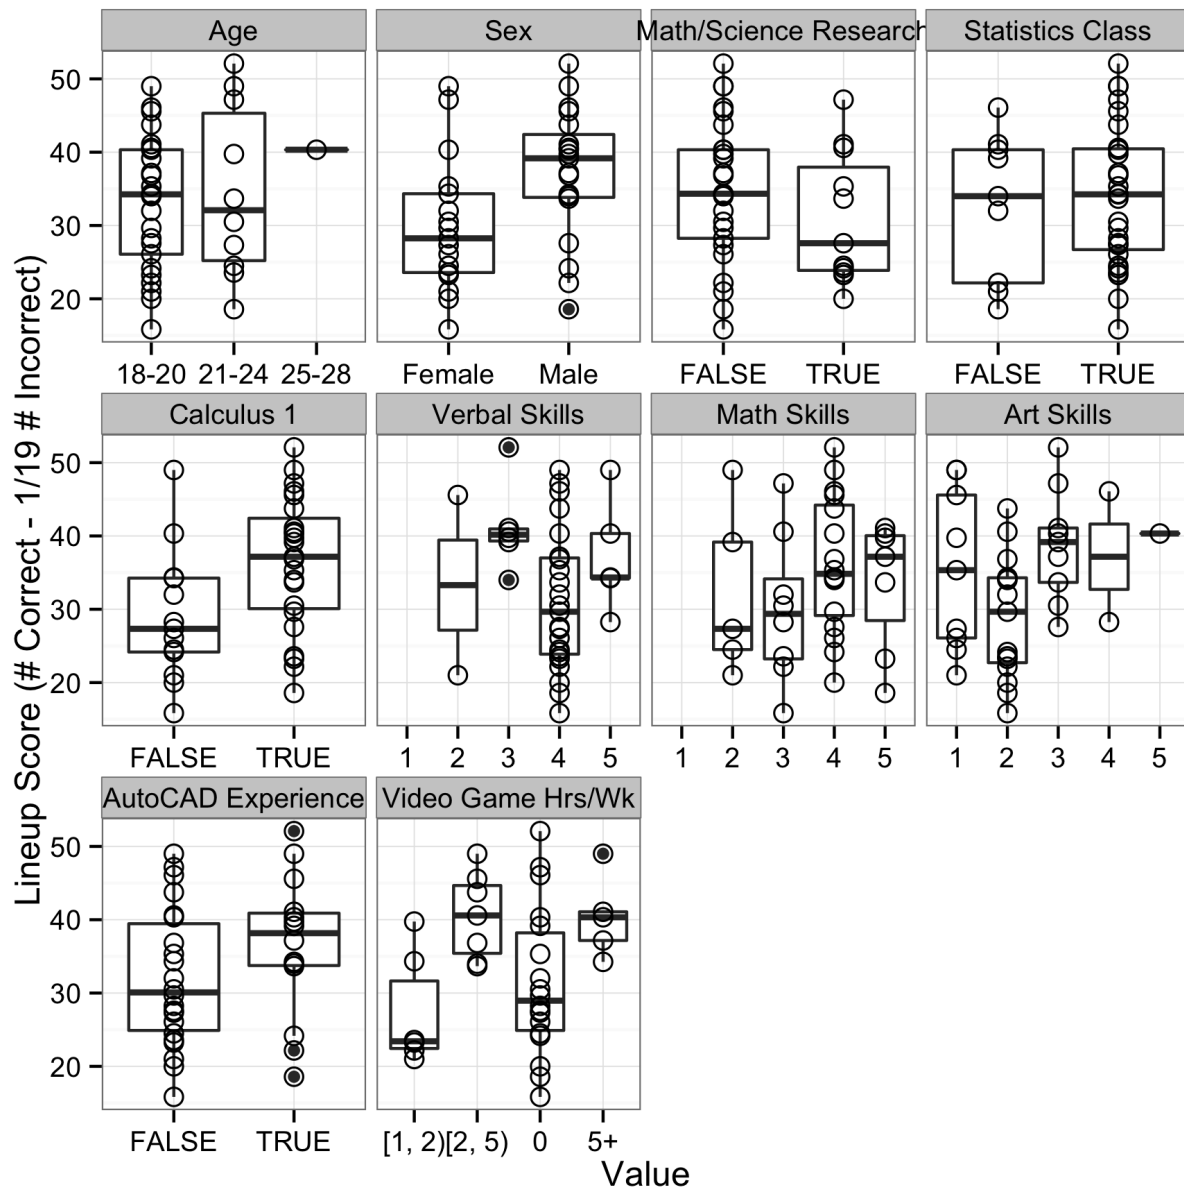 Lineup Score (# Correct - 1/19 # Incorrect)
Age Sex Math/Science Research Statistics Class
50
40
30
20
18-20 21-24 25-28 Female Male FALSE TRUE FALSE TRUE
Calculus 1 Verbal Skills Math Skills Art Skills
50
40
30
20
FALSE TRUE 1 2 3 4 5 1 2 3 4 5 1 2 3 4 5
AutoCAD Experience Video Game Hrs/Wk
50
40
30
20
FALSE TRUE [1, 2) [2, 5) 0 5+
Value